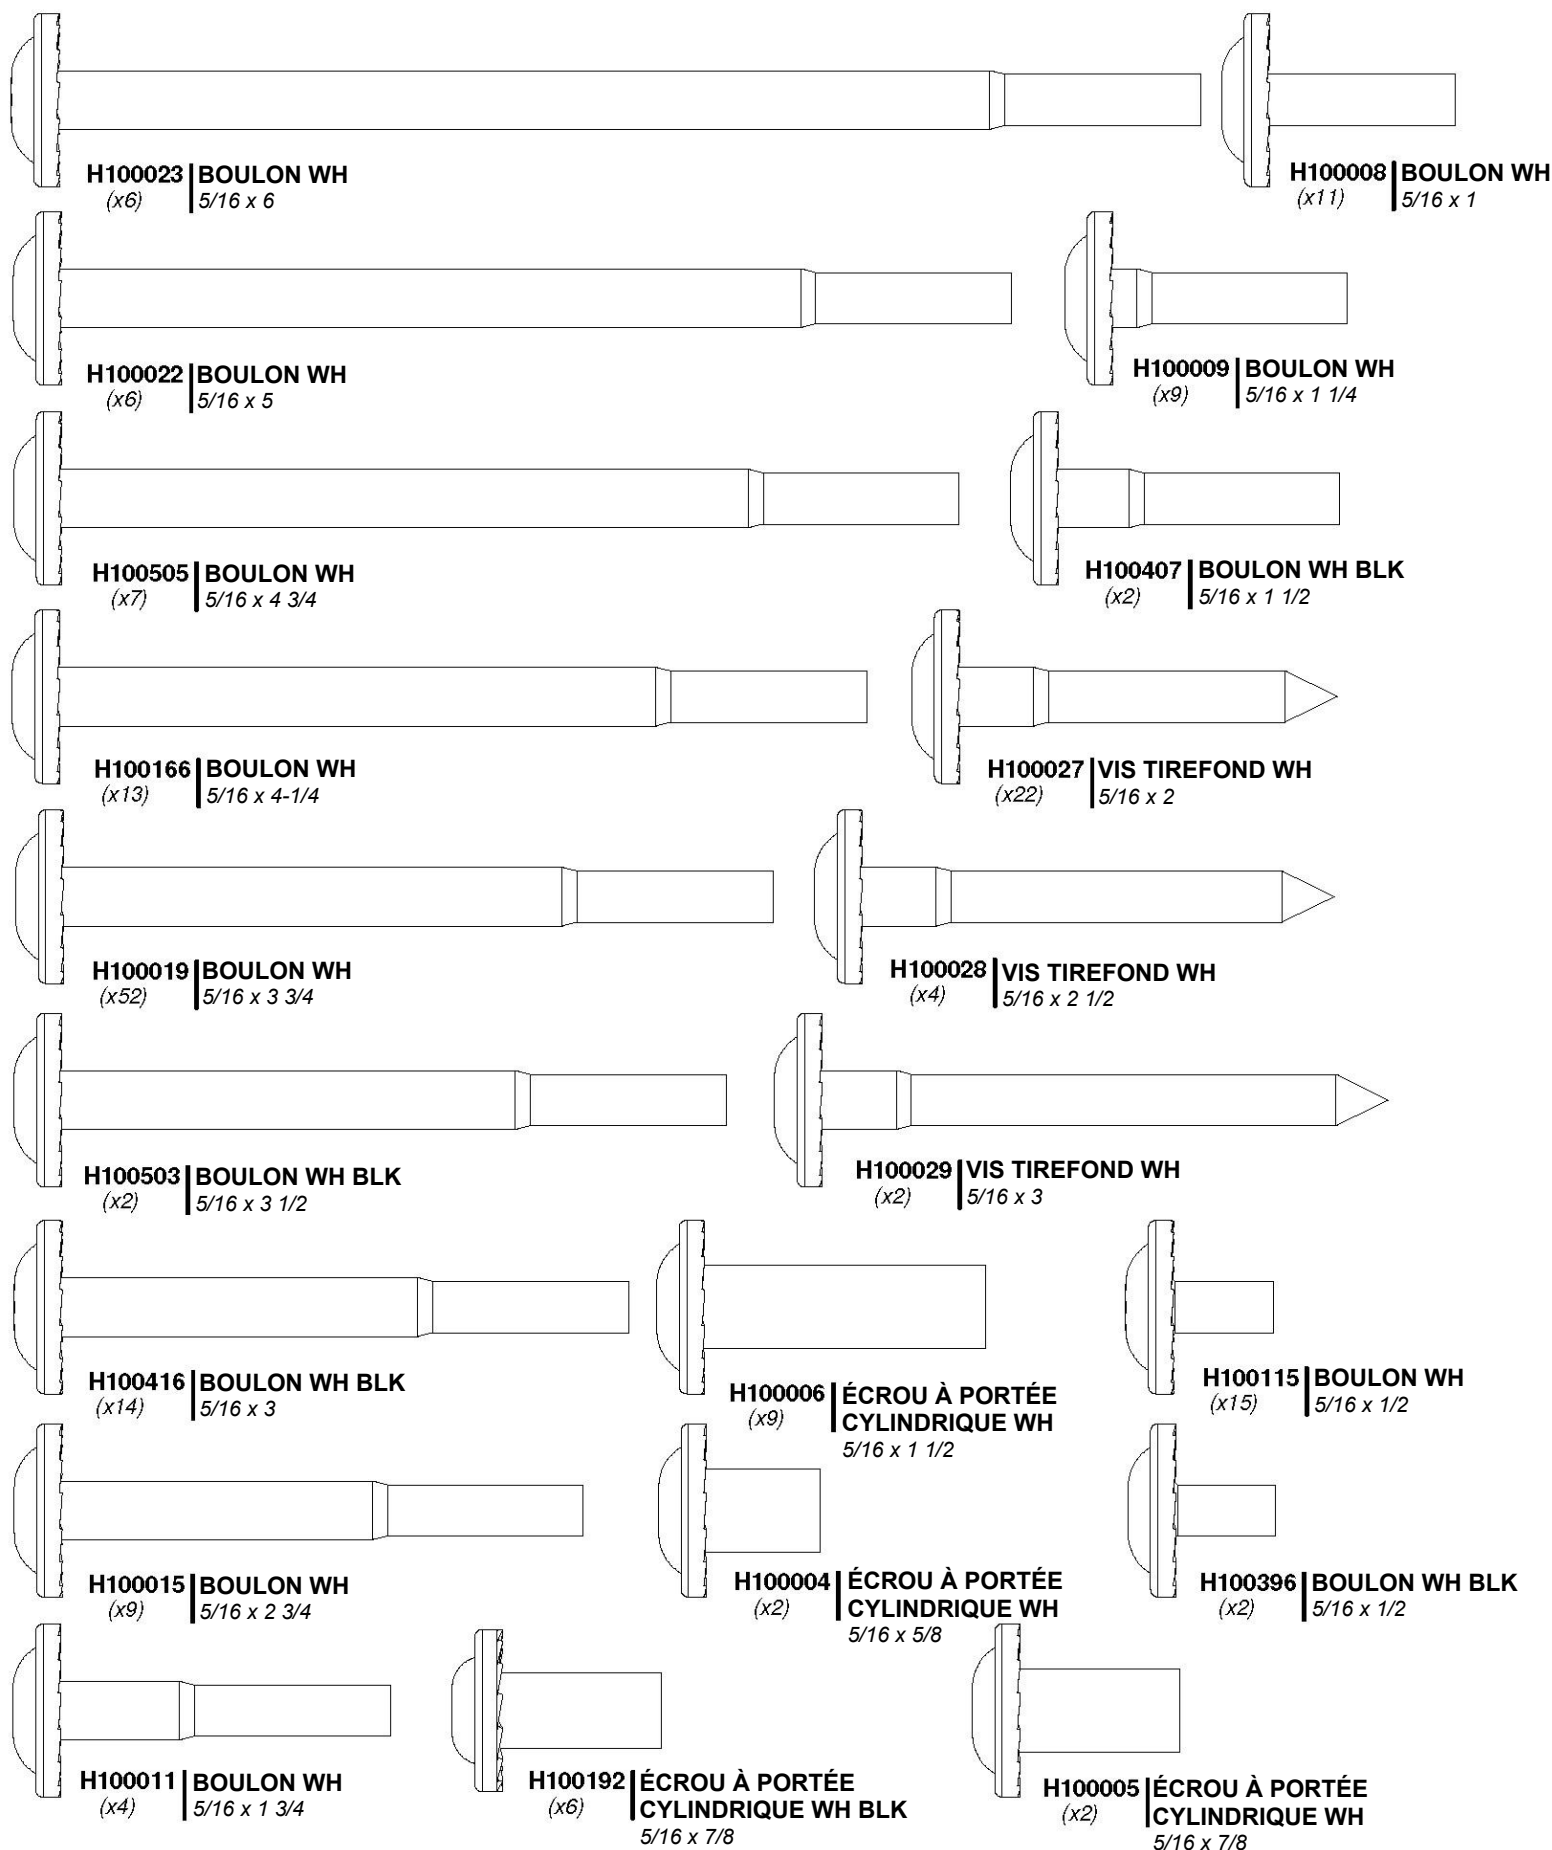 H100023 BOULON WH
(x6) 5/16 x 6
H100008 BOULON WH
(x11) 5/16 x 1
H100022 BOULON WH
(x6) 5/16 x 5
H100009 BOULON WH
(x9) 5/16 x 1 1/4
H100505 BOULON WH
(x7) 5/16 x 4 3/4
H100407 BOULON WH BLK
(x2) 5/16 x 1 1/2
H100166 BOULON WH
(x13) 5/16 x 4-1/4
H100027 VIS TIREFOND WH
(x22) 5/16 x 2
H100019 BOULON WH
(x52) 5/16 x 3 3/4
H100028 VIS TIREFOND WH
(x4) 5/16 x 2 1/2
H100503 BOULON WH BLK
(x2) 5/16 x 3 1/2
H100029 VIS TIREFOND WH
(x2) 5/16 x 3
H100416 BOULON WH BLK
(x14) 5/16 x 3
H100006 ÉCROU À PORTÉE
(x9) CYLINDRIQUE WH
5/16 x 1 1/2
H100115 BOULON WH
(x15) 5/16 x 1/2
H100015 BOULON WH
(x9) 5/16 x 2 3/4
H100004 ÉCROU À PORTÉE
(x2) CYLINDRIQUE WH
5/16 x 5/8
H100396 BOULON WH BLK
(x2) 5/16 x 1/2
H100011 BOULON WH
(x4) 5/16 x 1 3/4
H100192 ÉCROU À PORTÉE
(x6) CYLINDRIQUE WH BLK
5/16 x 7/8
H100005 ÉCROU À PORTÉE
(x2) CYLINDRIQUE WH
5/16 x 7/8